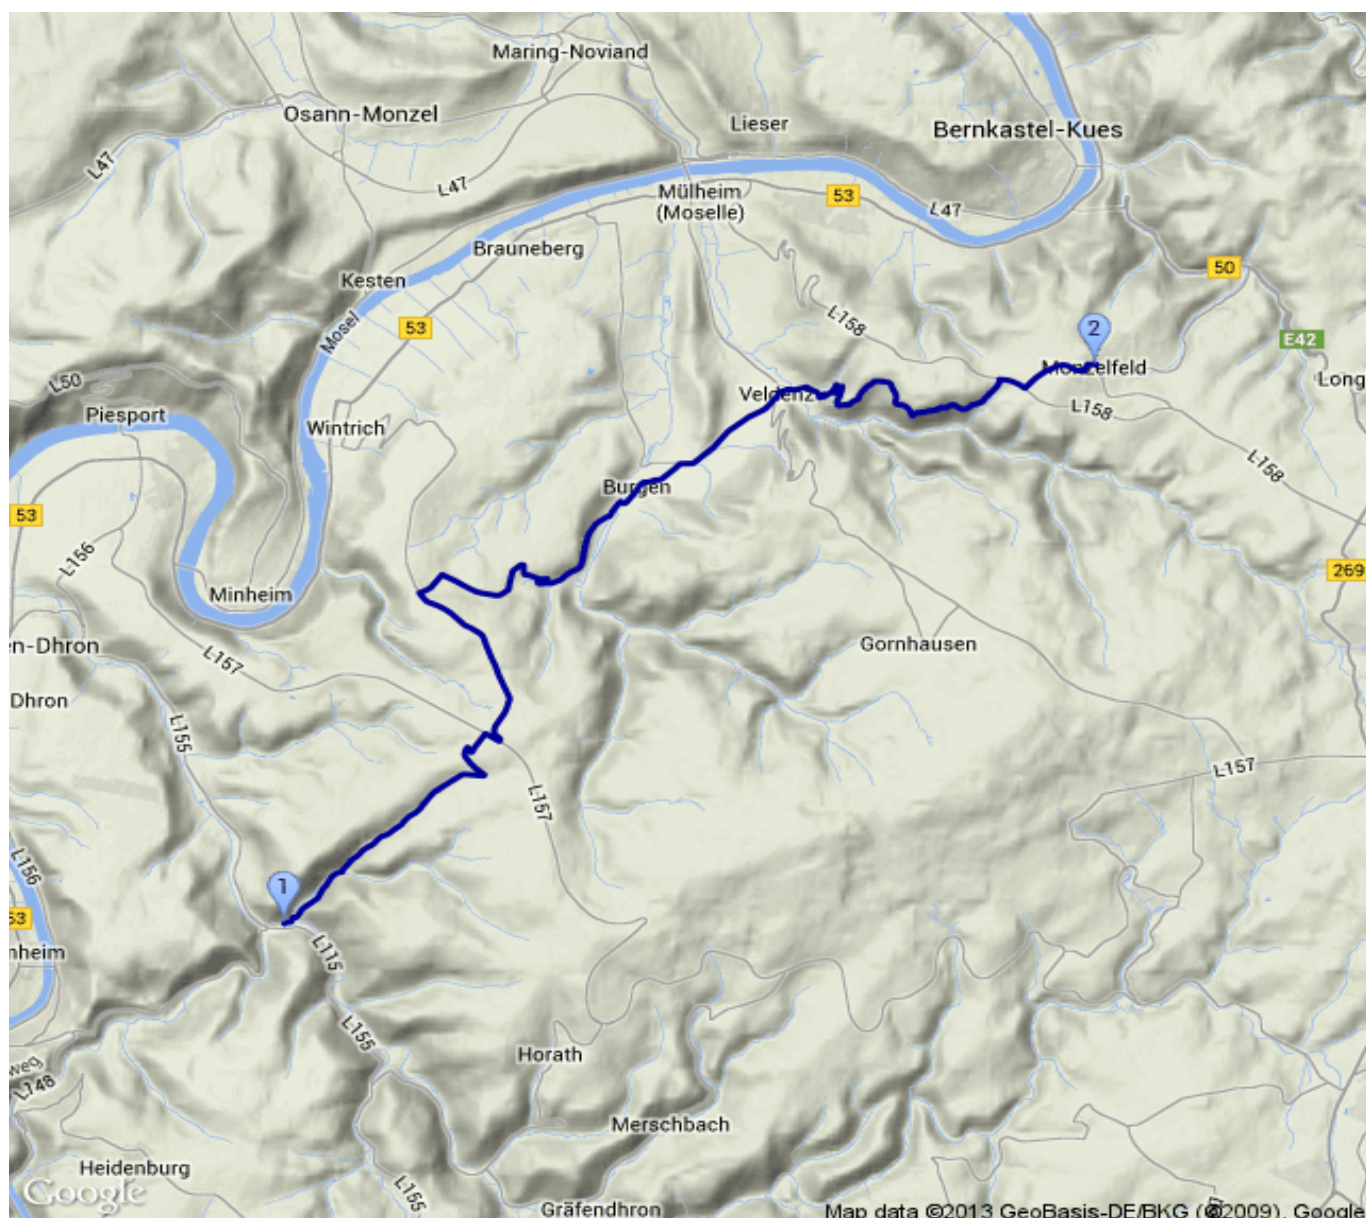 Maring-Noviand
Osann-Monzel
Lieser
Bernkastel-Kues
L47
L47
Mülheim
(Moselle)
53
L47
Brauneberg
50
Kesten
Mosel
53
L158
2
E42
L50
Monzelfeld
Long
Piesport
Veldenz
L158
Wintrich
L158
Burgen
53
L156
269
Minheim
en-Dhron
L157
Gornhausen
Dhron
L155
L157
L157
L156
1
53
nheim
L115
L155
Horath
weg
L148
Merschbach
Heidenburg
L155
Google
Gräfendhron
Map data ©2013 GeoBasis-DE/BKG (©2009), Google